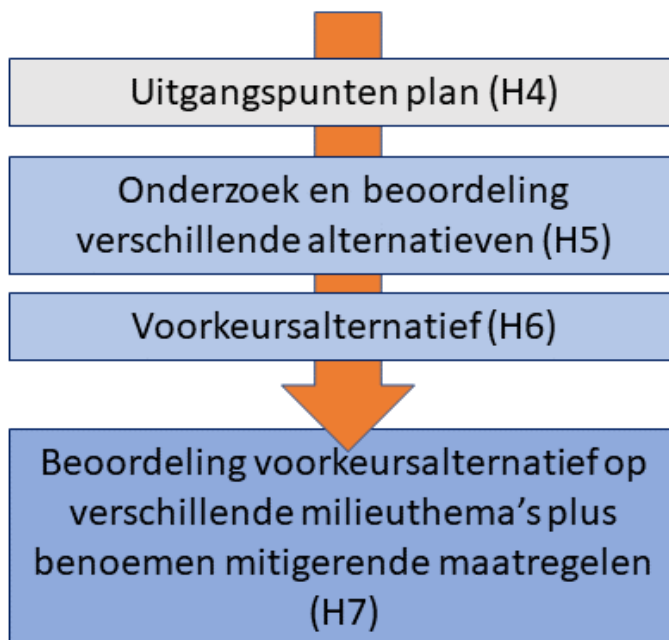 Uitgangspunten plan (H4)
Onderzoek en beoordeling
verschillende alternatieven (H5)
Voorkeursalternatief (H6)
Beoordeling voorkeursalternatief op
verschillende milieuthema's plus
benoemen mitigerende maatregelen
(H7)